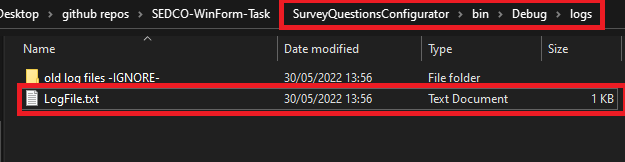 Desktop > github repos > SEDCO-WinForm-Task > SurveyQuestionsConfigurator > bin > Debug > logs
Name Date modified Type Size
old log files -IGNORE- 30/05/2022 13:56 File folder
LogFile.txt 30/05/2022 13:56 Text Document 1 KB